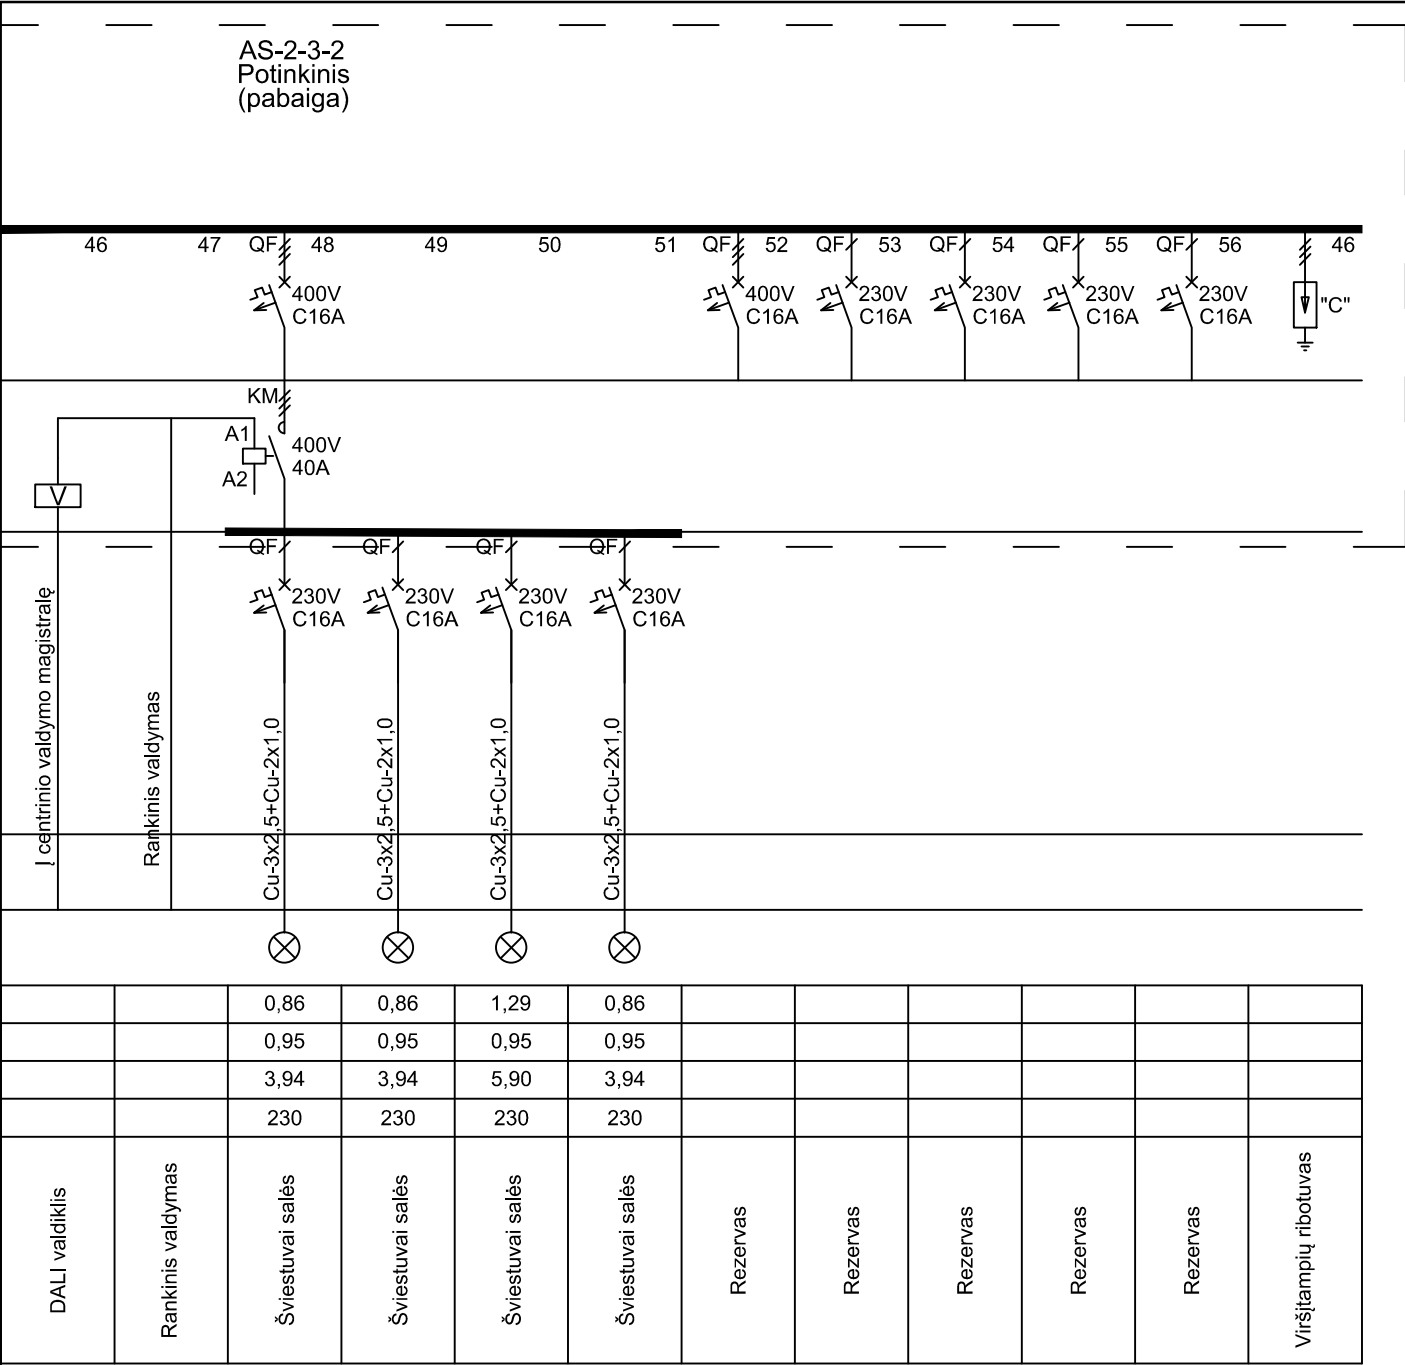 AS-2-3-2
Potinkinis
(pabaiga)
46 47 QF 48 49 50 51 QF 52 QF 53 QF 54 QF 55 QF 56 46
400V 400V 230V 230V 230V 230V "C"
C16A C16A C16A C16A C16A C16A
KM
A1 400V
40A
A2
V
QF QF QF QF
230V 230V 230V 230V
C16A C16A C16A C16A
Į centrinio valdymo magistralę
Rankinis valdymas
Cu-3x2,5+Cu-2x1,0
Cu-3x2,5+Cu-2x1,0
Cu-3x2,5+Cu-2x1,0
Cu-3x2,5+Cu-2x1,0
0,86 0,86 1,29 0,86
0,95 0,95 0,95 0,95
3,94 3,94 5,90 3,94
230 230 230 230
DALI valdiklis
Rankinis valdymas
Šviestuvai salės
Šviestuvai salės
Šviestuvai salės
Šviestuvai salės
Rezervas
Rezervas
Rezervas
Rezervas
Rezervas
Viršįtampių ribotuvas